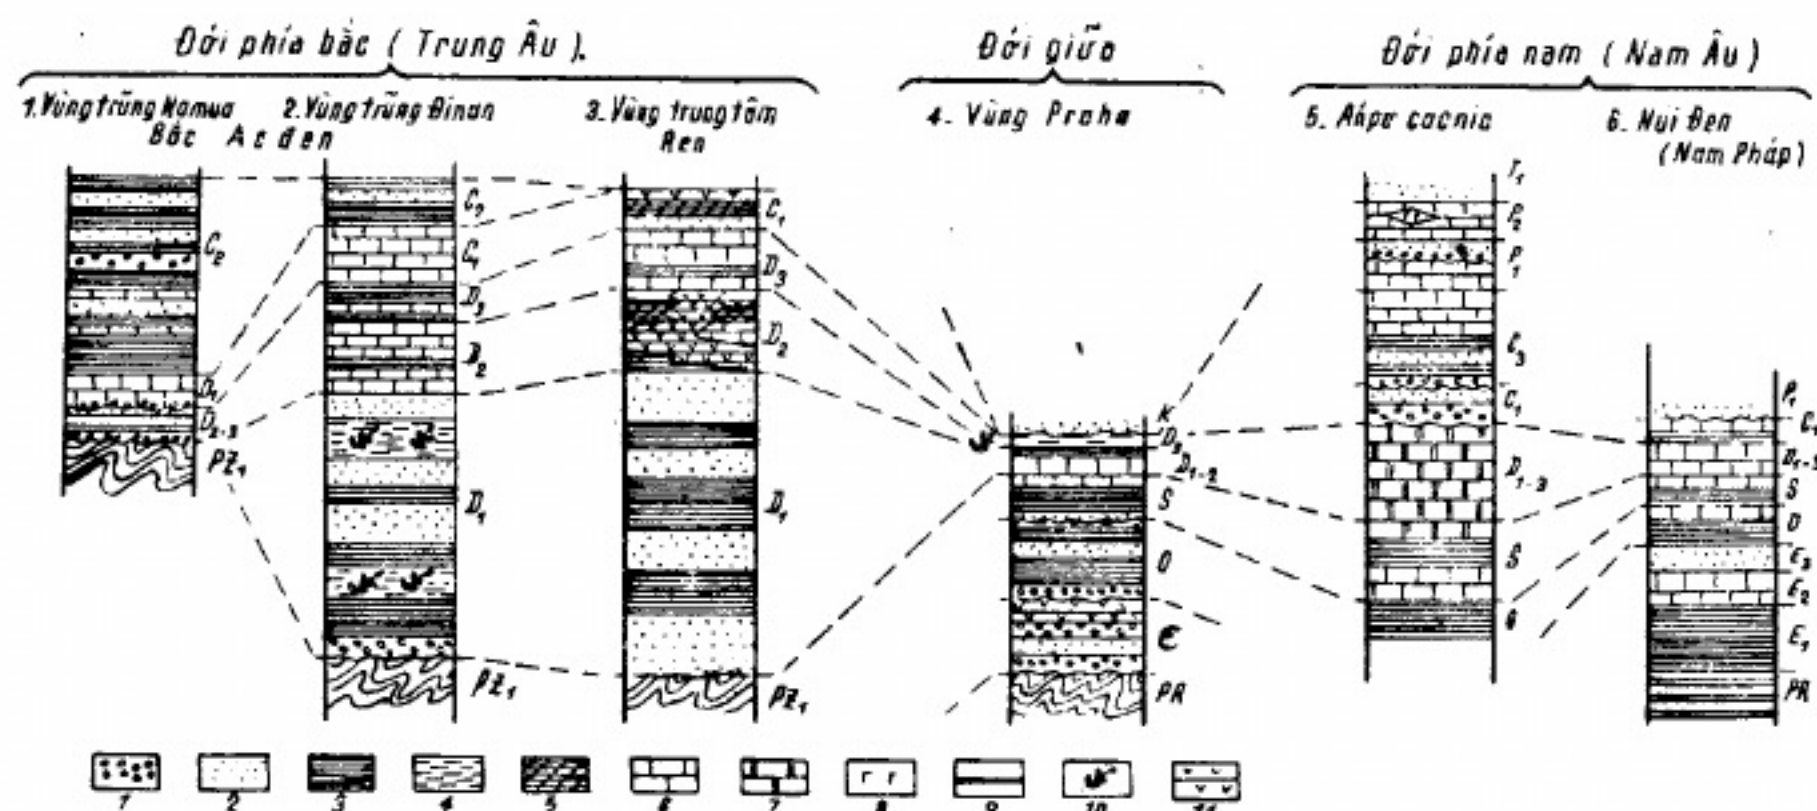 Đới phía bắc ( Trung Âu ).
Đới giữa
Đới phía nam ( Nam Âu )
1. Vùng trũng Namua
Bắc Acđen
2. Vùng trũng Đinan
3. Vùng trung tâm
Ren
4- Vùng Praha
5- Anpơ cacnic
6- Núi Đen
(Nam Pháp)
C2
D1
D2-3
PZ1
C2
C1
D3
D2
D1
PZ1
C1
D3
D2
D1
PZ1
K
D3
D1-2
S
O
Є
PR
T1
P2
P1
C3
C1
D1-3
S
O
P1
C1
D1-3
S
O
Є3
Є2
Є1
PR
1 2 3 4 5 6 7 8 9 10 11